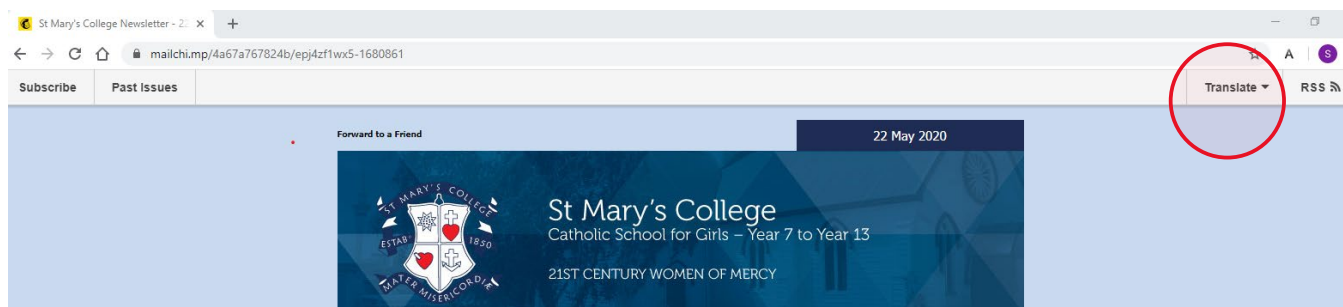 St Mary's College Newsletter - 22
mailchi.mp/4a67a767824b/epj4zf1wx5-1680861
A
S
Subscribe
Past Issues
Translate
RSS
Forward to a Friend
22 May 2020
ST MARY'S COLLEGE
ESTAB 1850
MATER MISERICORDIA
St Mary's College
Catholic School for Girls – Year 7 to Year 13
21ST CENTURY WOMEN OF MERCY